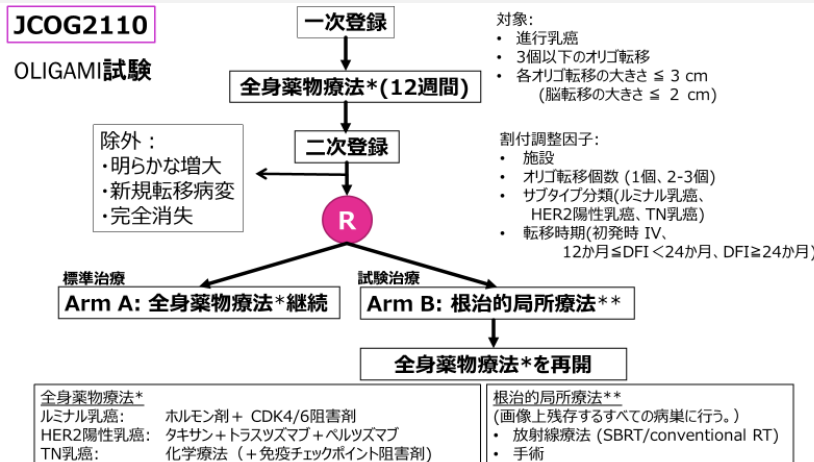 JCOG2110
OLIGAMI試験
一次登録
全身薬物療法*(12週間)
二次登録
除外：
・明らかな増大
・新規転移病変
・完全消失
R
対象:
• 進行乳癌
• 3個以下のオリゴ転移
• 各オリゴ転移の大きさ ≦ 3 cm
(脳転移の大きさ ≦ 2 cm)
割付調整因子:
• 施設
• オリゴ転移個数 (1個、2-3個)
• サブタイプ分類(ルミナル乳癌、
HER2陽性乳癌、TN乳癌)
• 転移時期(初発時 IV、
12か月≦DFI＜24か月、DFI≧24か月)
標準治療
Arm A: 全身薬物療法*継続
試験治療
Arm B: 根治的局所療法**
全身薬物療法*を再開
全身薬物療法*
ルミナル乳癌: ホルモン剤＋ CDK4/6阻害剤
HER2陽性乳癌: タキサン＋トラスツズマブ＋ペルツズマブ
TN乳癌: 化学療法（＋免疫チェックポイント阻害剤）
根治的局所療法**
(画像上残存するすべての病巣に行う。)
• 放射線療法 (SBRT/conventional RT)
• 手術